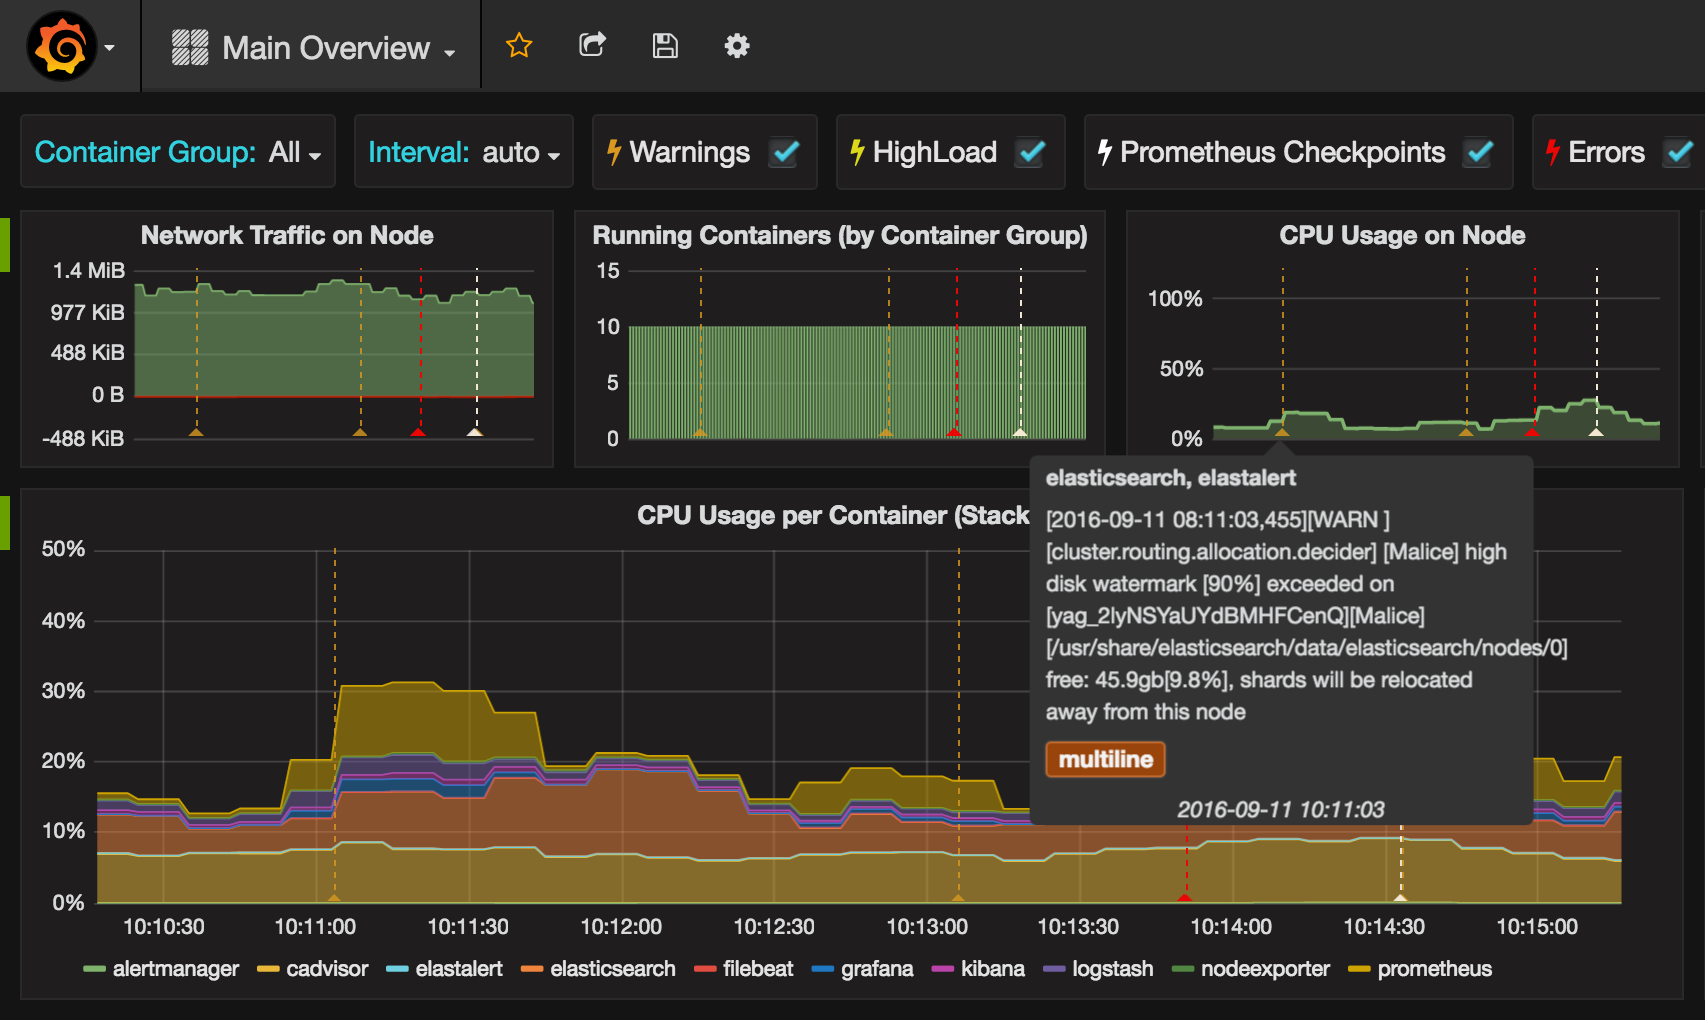 Main Overview
Container Group: All
Interval: auto
Warnings
HighLoad
Prometheus Checkpoints
Errors
Network Traffic on Node
1.4 MiB
977 KiB
488 KiB
0 B
-488 KiB
Running Containers (by Container Group)
15
10
5
0
CPU Usage on Node
100%
50%
0%
elasticsearch, elastalert
[2016-09-11 08:11:03,455][WARN ]
[cluster.routing.allocation.decider] [Malice] high
disk watermark [90%] exceeded on
[yag_2lyNSYaUYdBMHFCenQ][Malice]
[/usr/share/elasticsearch/data/elasticsearch/nodes/0]
free: 45.9gb[9.8%], shards will be relocated
away from this node
multiline
2016-09-11 10:11:03
CPU Usage per Container (Stack
50%
40%
30%
20%
10%
0%
10:10:30 10:11:00 10:11:30 10:12:00 10:12:30 10:13:00 10:13:30 10:14:00 10:14:30 10:15:00
alertmanager cadvisor elastalert elasticsearch filebeat grafana kibana logstash nodeexporter prometheus